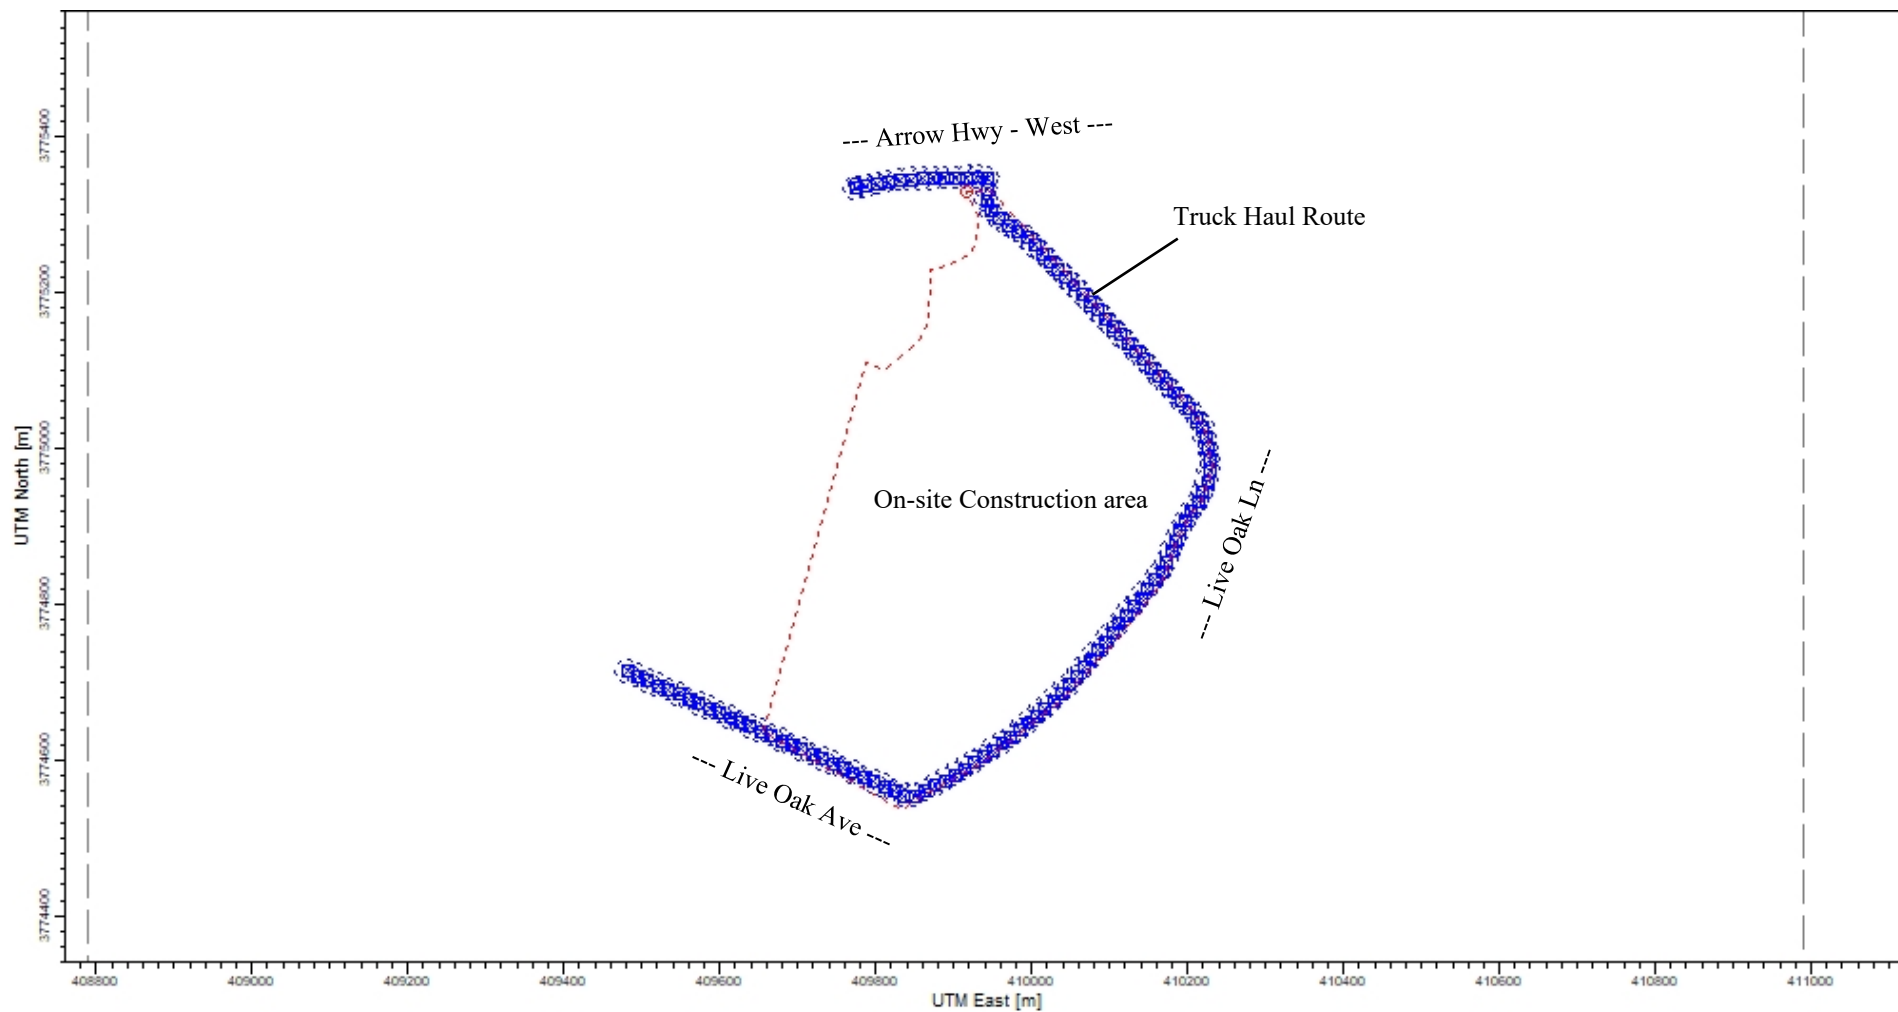 --- Arrow Hwy - West ---
3775400
Truck Haul Route
3775200
3775000
UTM North [m]
On-site Construction area
--- Live Oak Ln ---
3774800
3774600
--- Live Oak Ave ---
3774400
408800 409000 409200 409400 409600 409800 410000 410200 410400 410600 410800 411000
UTM East [m]